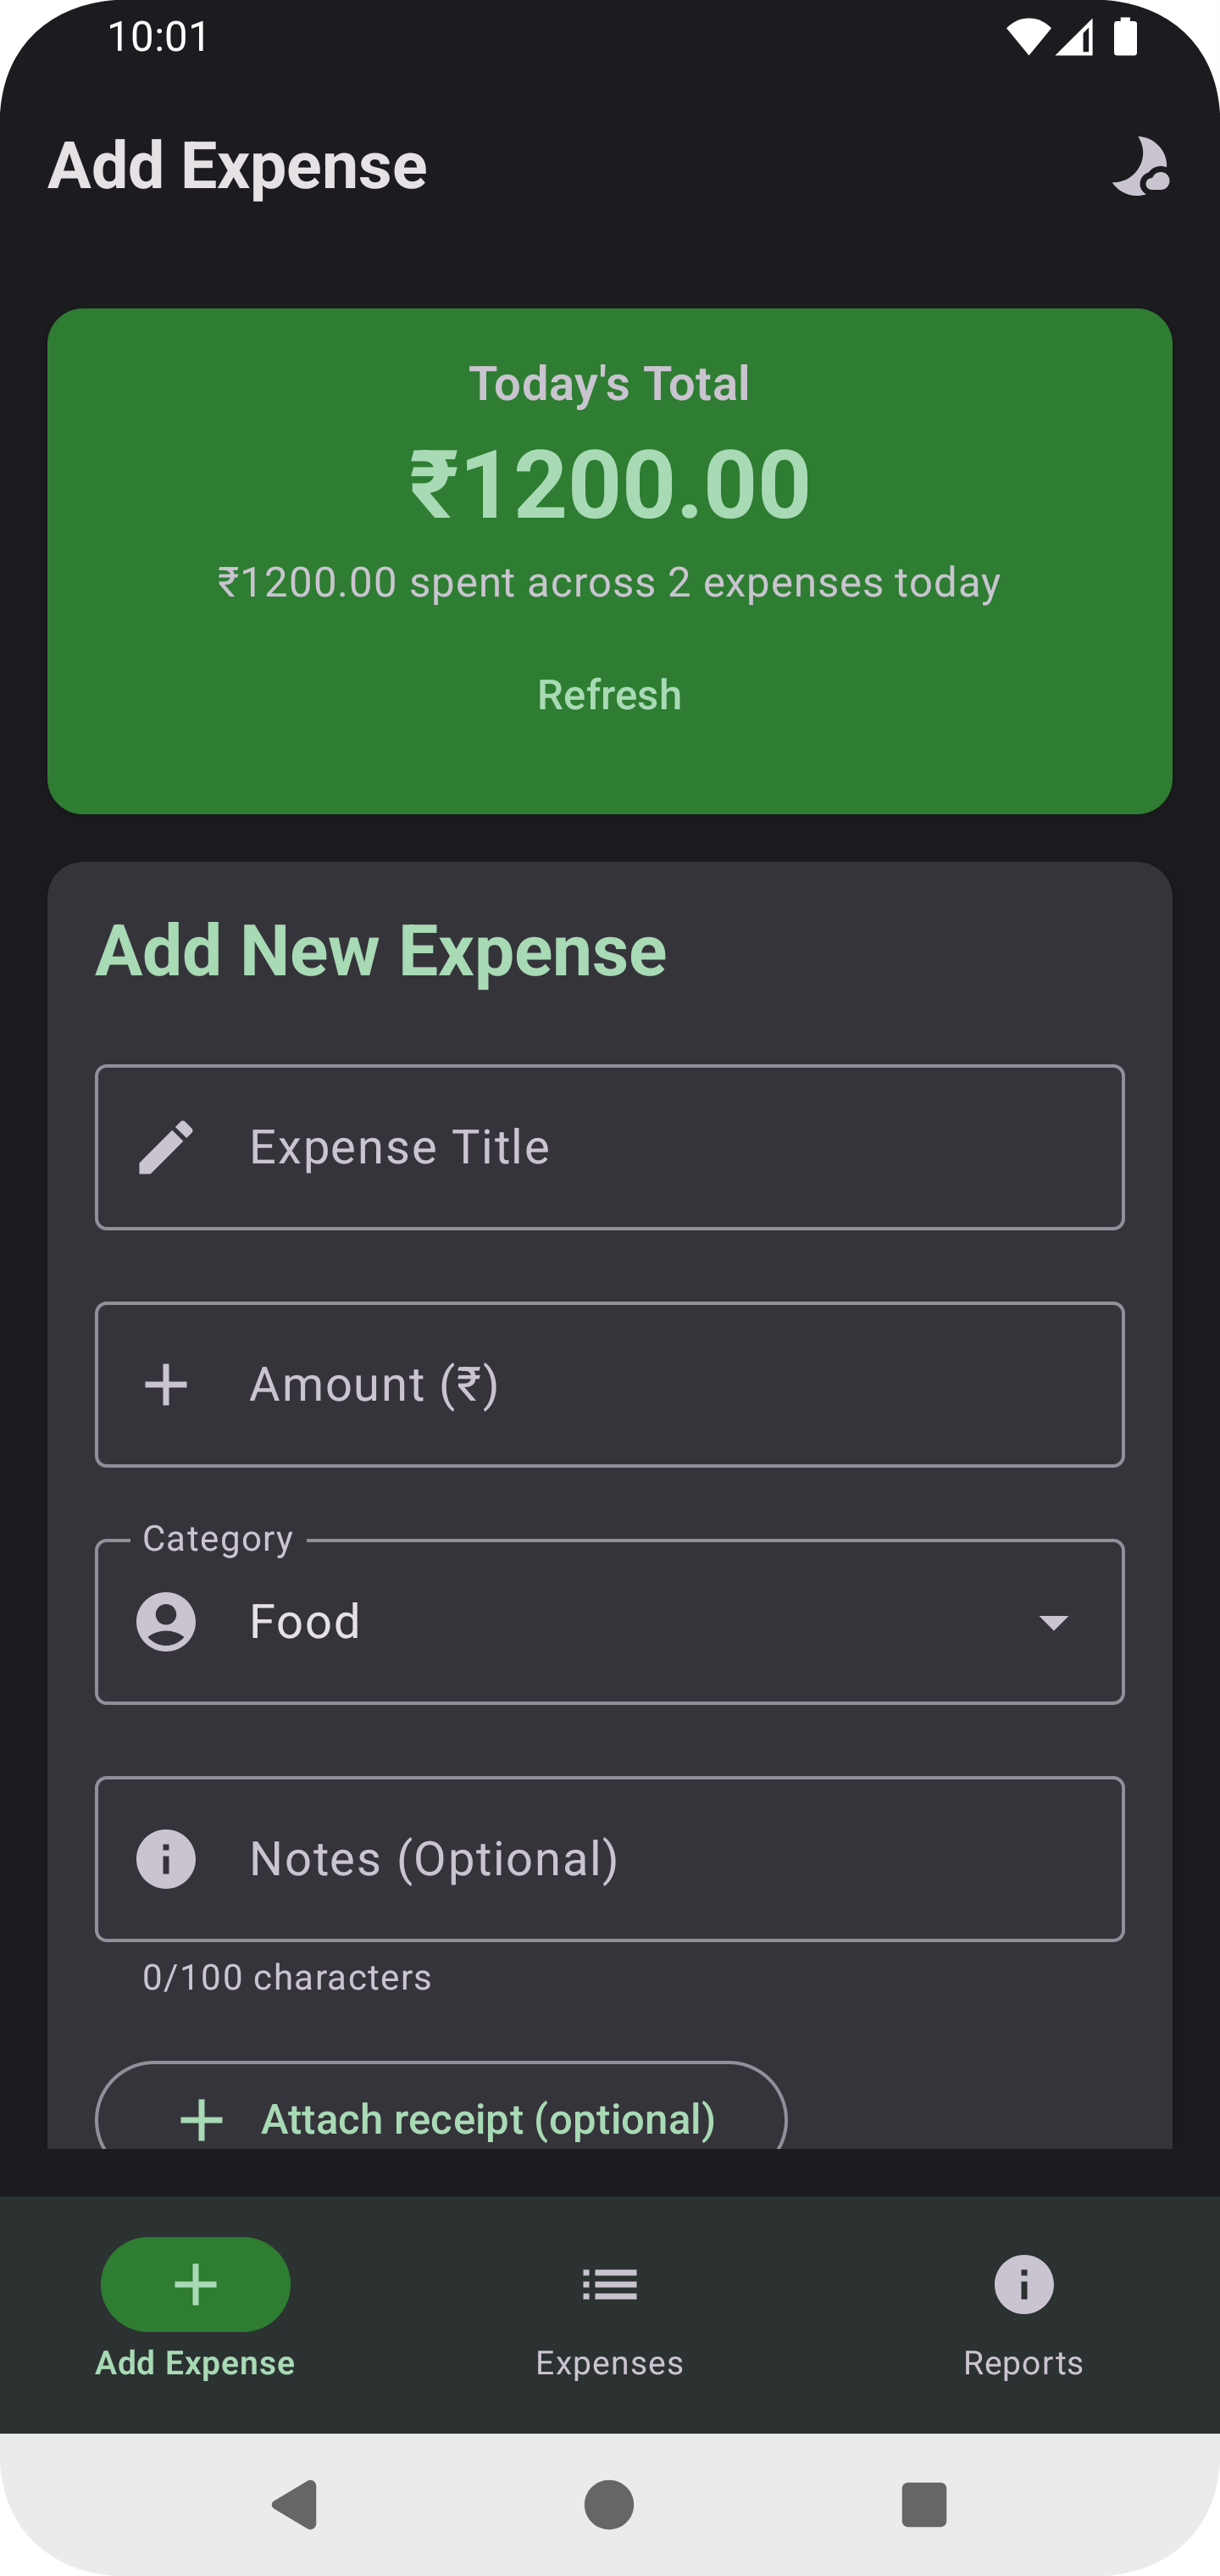 10:01
Add Expense
Today's Total
₹1200.00
₹1200.00 spent across 2 expenses today
Refresh
Add New Expense
Expense Title
Amount (₹)
Category
Food
Notes (Optional)
0/100 characters
Attach receipt (optional)
Add Expense
Expenses
Reports